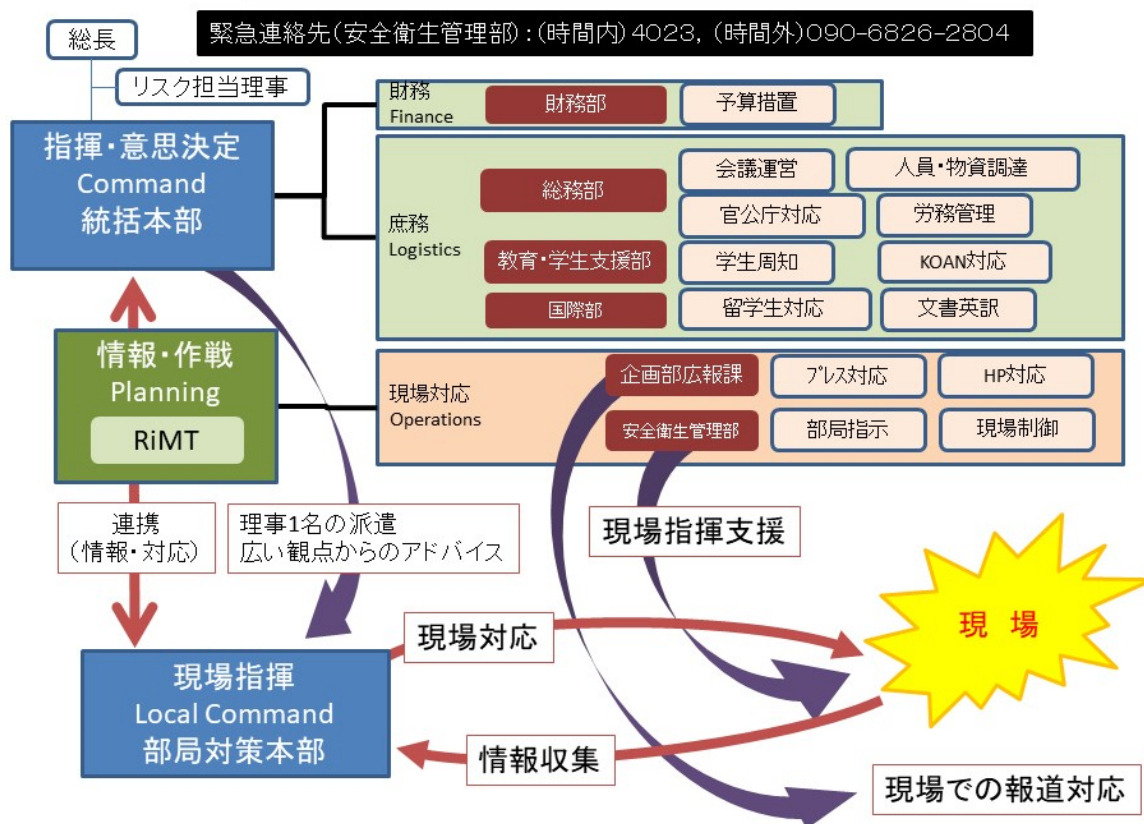 緊急連絡先(安全衛生管理部):(時間内)4023, (時間外)090-6826-2804
総長
リスク担当理事
指揮・意思決定
Command
統括本部
財務
Finance
財務部
予算措置
庶務
Logistics
総務部
会議運営
人員・物資調達
官公庁対応
労務管理
教育・学生支援部
学生周知
KOAN対応
国際部
留学生対応
文書英訳
情報・作戦
Planning
RiMT
現場対応
Operations
企画部広報課
プレス対応
HP対応
安全衛生管理部
部局指示
現場制御
連携
(情報・対応)
理事1名の派遣
広い観点からのアドバイス
現場指揮支援
現場対応
現 場
現場指揮
Local Command
部局対策本部
情報収集
現場での報道対応